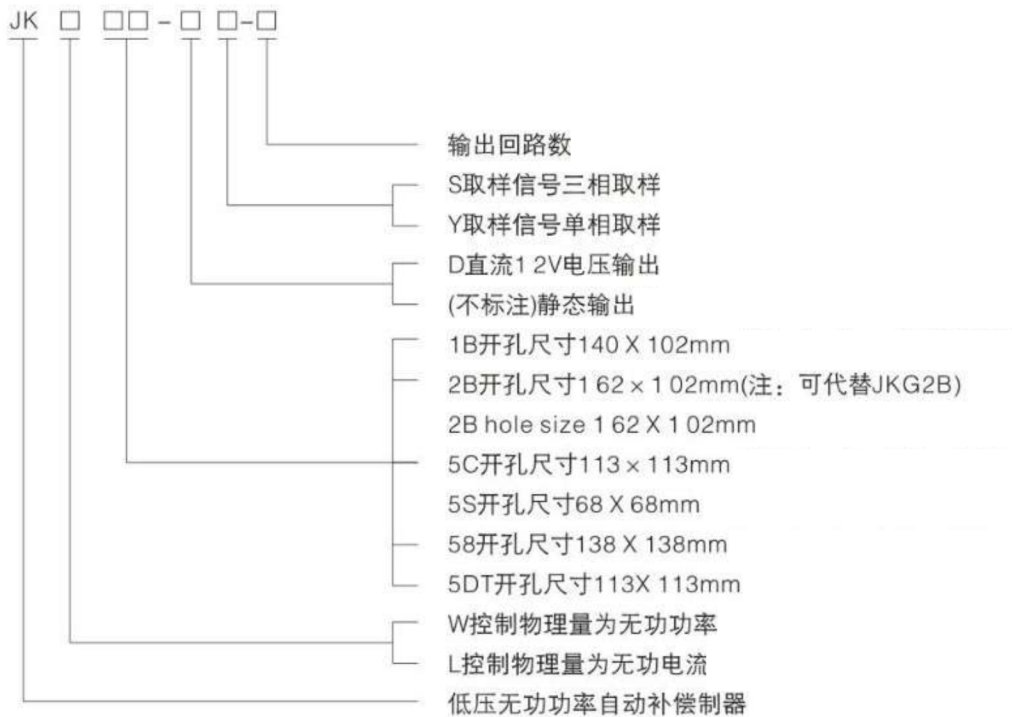 JK □ □□-□ □-□
输出回路数
S取样信号三相取样
Y取样信号单相取样
D直流1 2V电压输出
(不标注)静态输出
1B开孔尺寸140 X 102mm
2B开孔尺寸1 62 × 1 02mm(注：可代替JKG2B)
2B hole size 1 62 X 1 02mm
5C开孔尺寸113 × 113mm
5S开孔尺寸68 X 68mm
58开孔尺寸138 X 138mm
5DT开孔尺寸113X 113mm
W控制物理量为无功功率
L控制物理量为无功电流
低压无功功率自动补偿制器